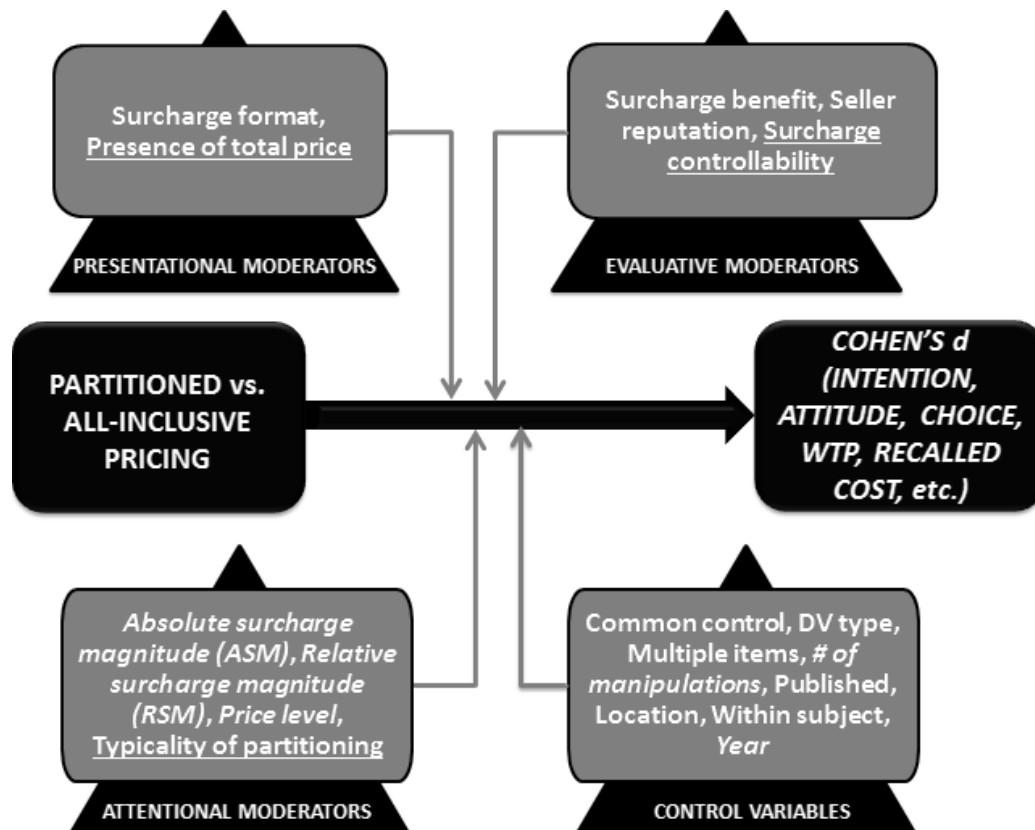 Surcharge format,
Presence of total price
PRESENTATIONAL MODERATORS
Surcharge benefit, Seller
reputation, Surcharge
controllability
EVALUATIVE MODERATORS
PARTITIONED vs.
ALL-INCLUSIVE
PRICING
COHEN'S d
(INTENTION,
ATTITUDE, CHOICE,
WTP, RECALLED
COST, etc.)
Absolute surcharge
magnitude (ASM), Relative
surcharge magnitude
(RSM), Price level,
Typicality of partitioning
ATTENTIONAL MODERATORS
Common control, DV type,
Multiple items, # of
manipulations, Published,
Location, Within subject,
Year
CONTROL VARIABLES